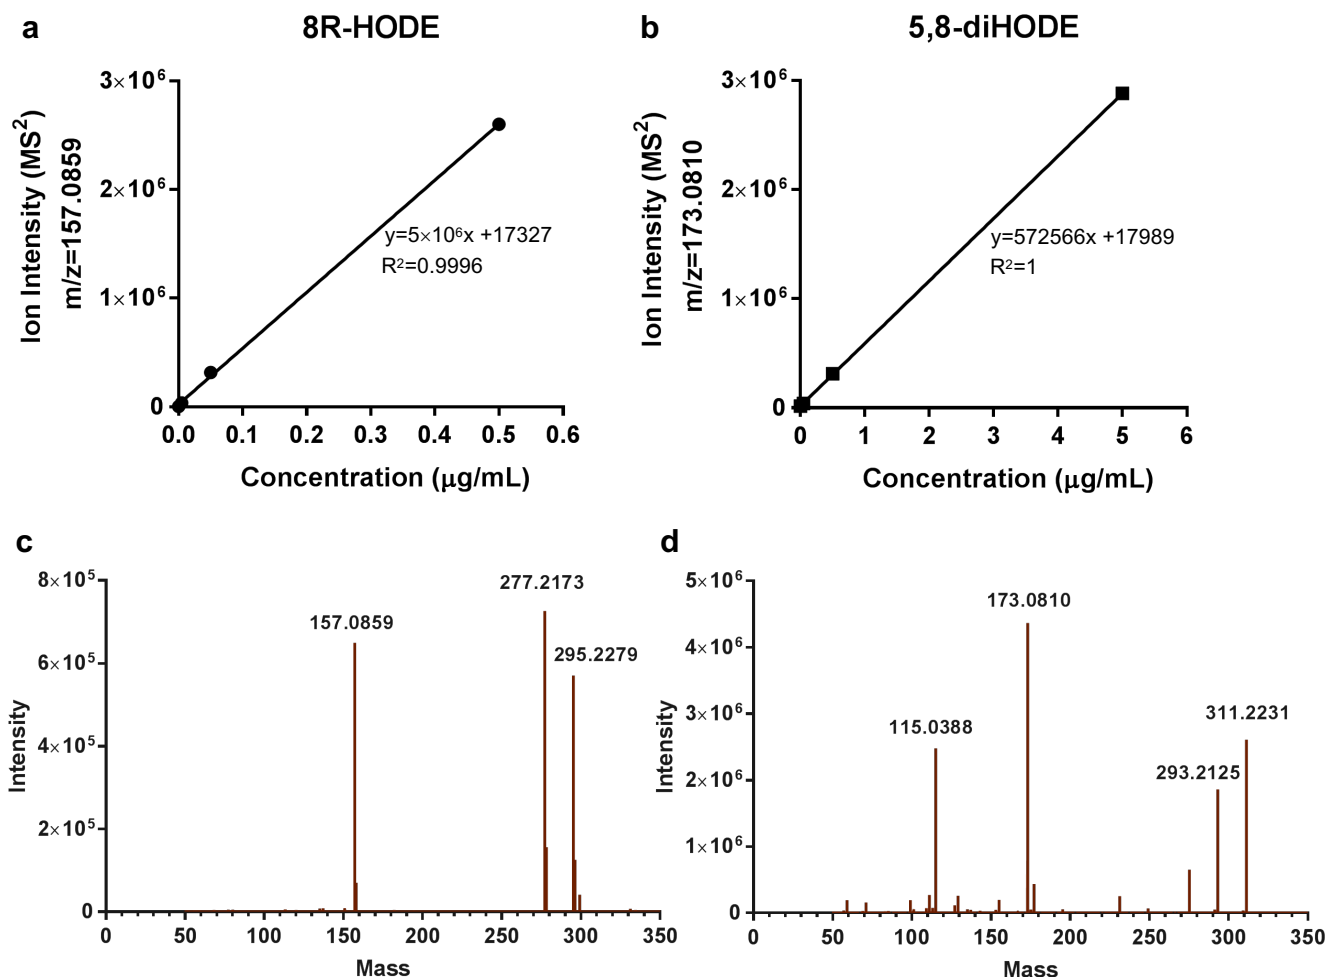 a
8R-HODE
3×10⁶
2×10⁶
1×10⁶
0
Ion Intensity (MS²)
m/z=157.0859
y=5×10⁶x +17327
R²=0.9996
0.0 0.1 0.2 0.3 0.4 0.5 0.6
Concentration (μg/mL)
b
5,8-diHODE
3×10⁶
2×10⁶
1×10⁶
0
Ion Intensity (MS²)
m/z=173.0810
y=572566x +17989
R²=1
0 1 2 3 4 5 6
Concentration (μg/mL)
c
8×10⁵
6×10⁵
4×10⁵
2×10⁵
0
Intensity
157.0859
277.2173
295.2279
0 50 100 150 200 250 300 350
Mass
d
5×10⁶
4×10⁶
3×10⁶
2×10⁶
1×10⁶
0
Intensity
173.0810
115.0388
311.2231
293.2125
0 50 100 150 200 250 300 350
Mass